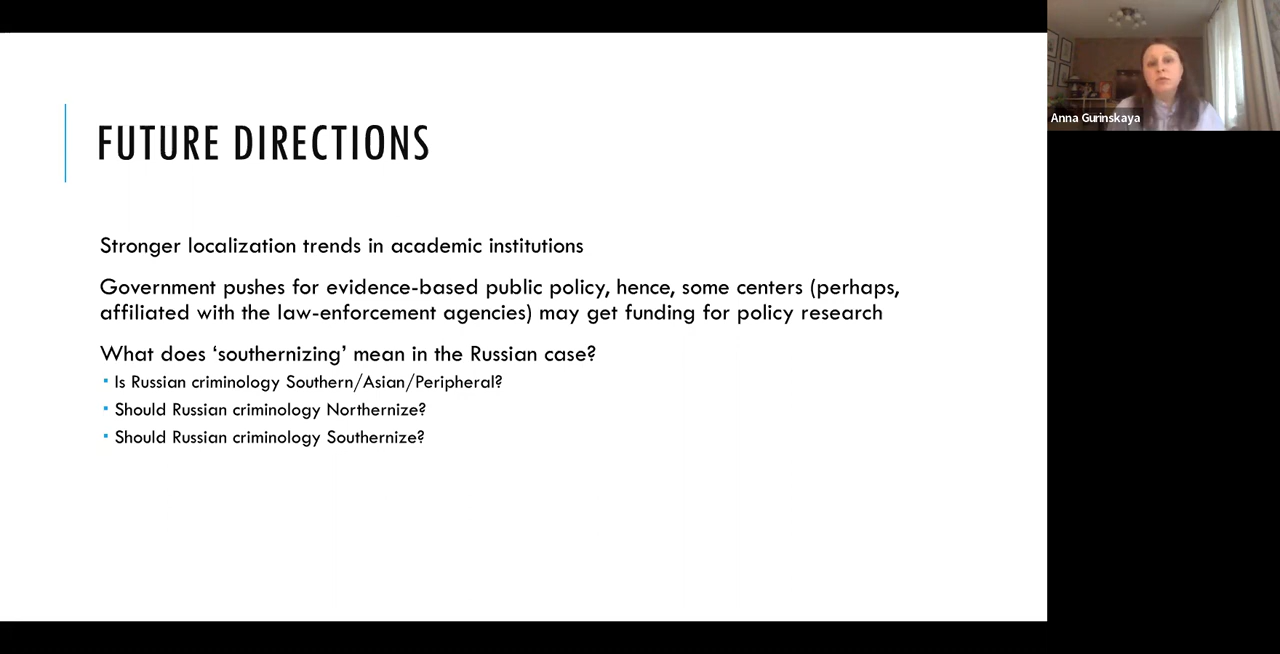 FUTURE DIRECTIONS
Stronger localization trends in academic institutions
Government pushes for evidence-based public policy, hence, some centers (perhaps,
affiliated with the law-enforcement agencies) may get funding for policy research
What does ‘southernizing’ mean in the Russian case?
▪ Is Russian criminology Southern/Asian/Peripheral?
▪ Should Russian criminology Northernize?
▪ Should Russian criminology Southernize?
Anna Gurinskaya